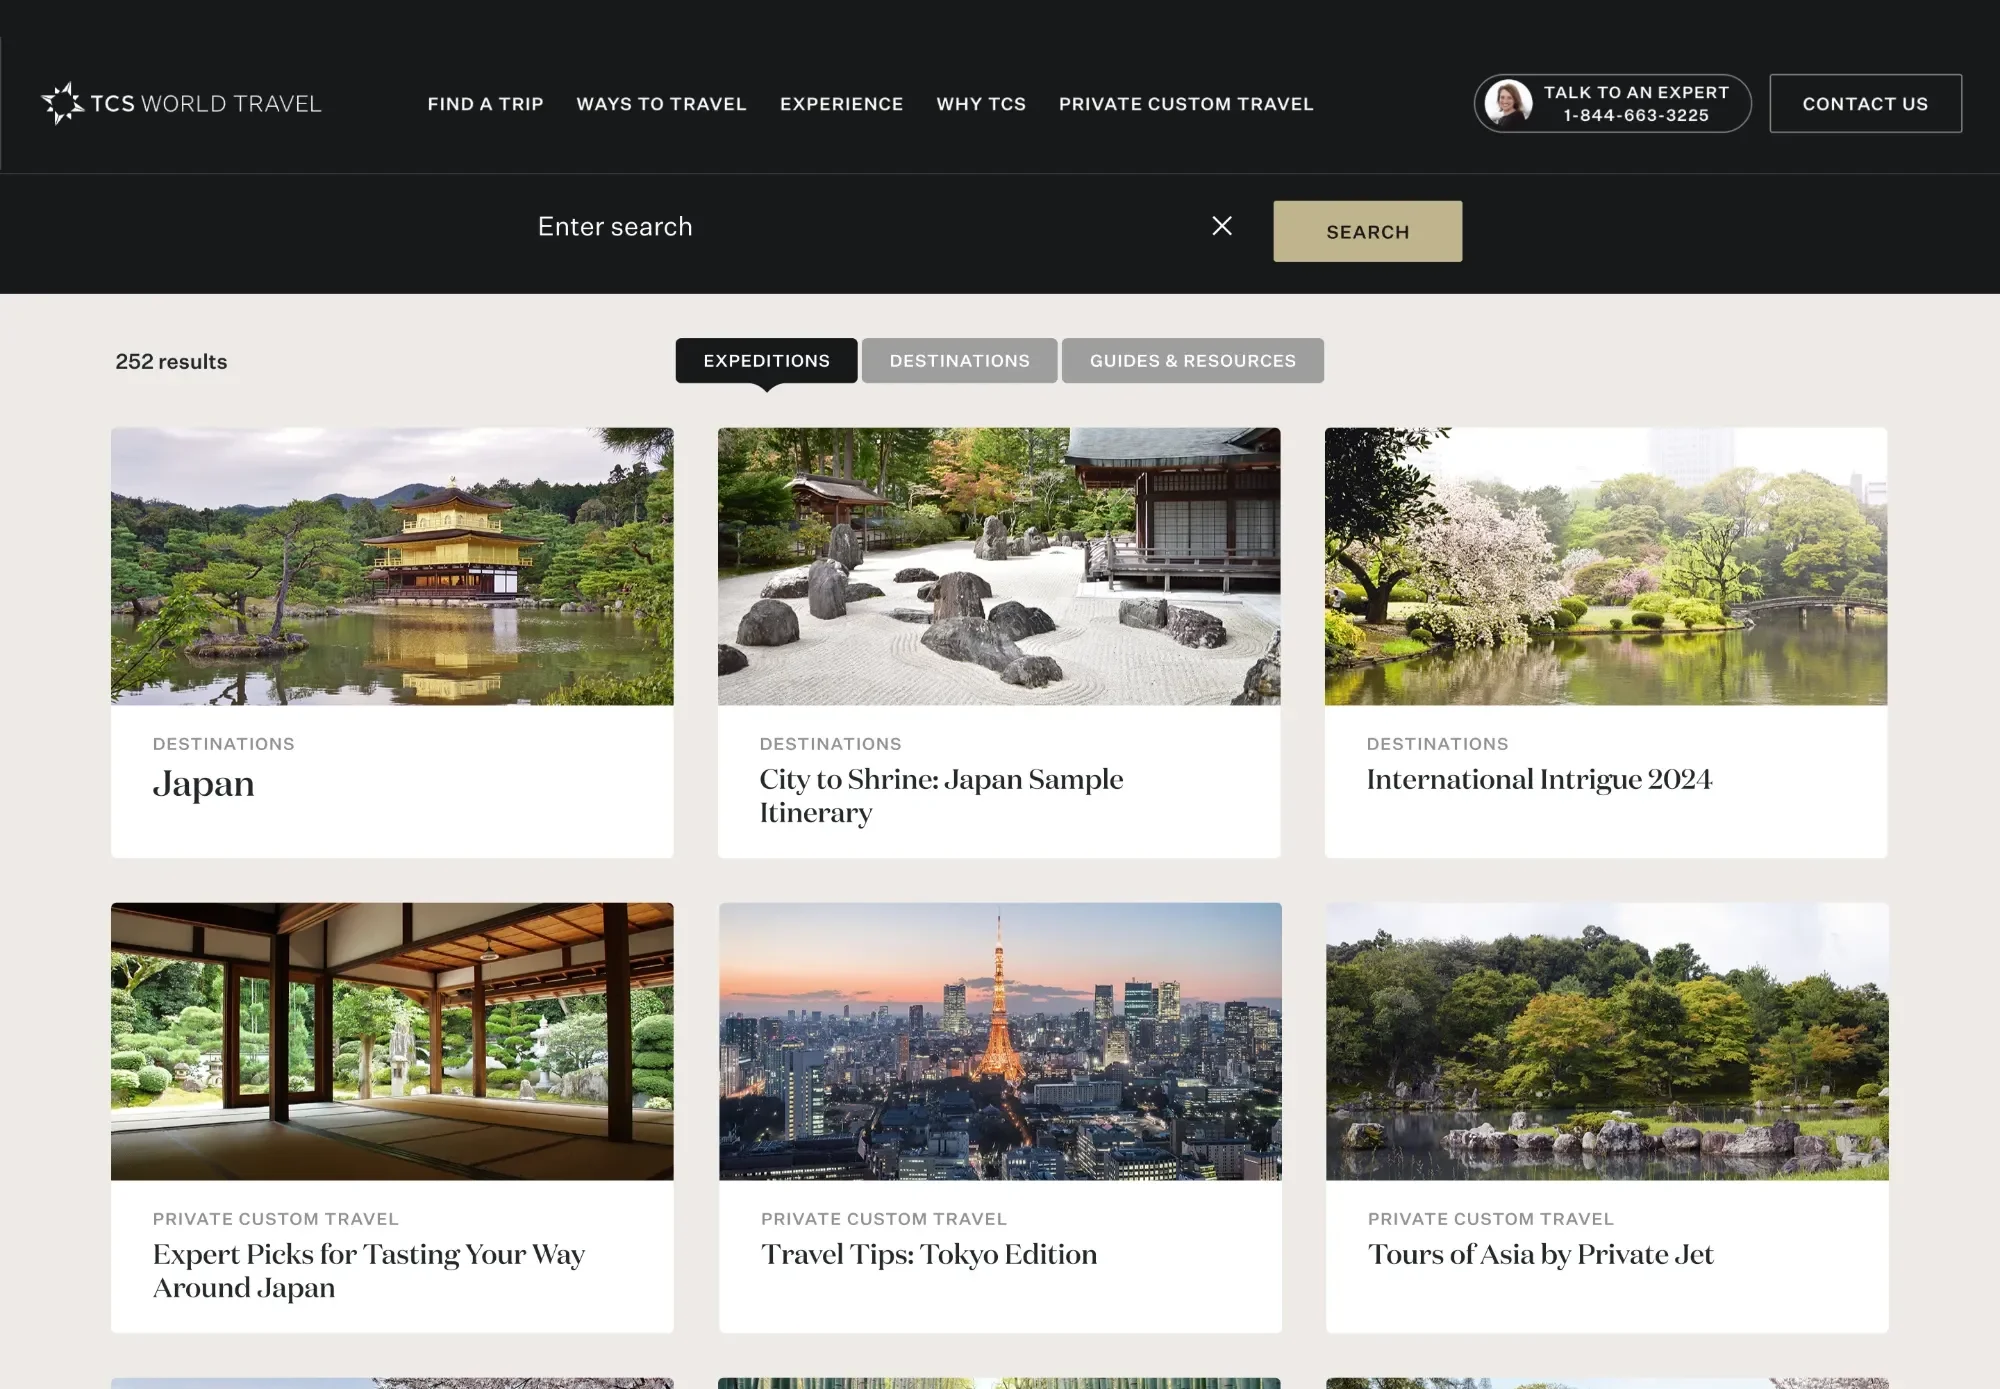 TCS WORLD TRAVEL
FIND A TRIP
WAYS TO TRAVEL
EXPERIENCE
WHY TCS
PRIVATE CUSTOM TRAVEL
TALK TO AN EXPERT
1-844-663-3225
CONTACT US
Enter search
SEARCH
252 results
EXPEDITIONS
DESTINATIONS
GUIDES & RESOURCES
DESTINATIONS
Japan
DESTINATIONS
City to Shrine: Japan Sample
Itinerary
DESTINATIONS
International Intrigue 2024
PRIVATE CUSTOM TRAVEL
Expert Picks for Tasting Your Way
Around Japan
PRIVATE CUSTOM TRAVEL
Travel Tips: Tokyo Edition
PRIVATE CUSTOM TRAVEL
Tours of Asia by Private Jet